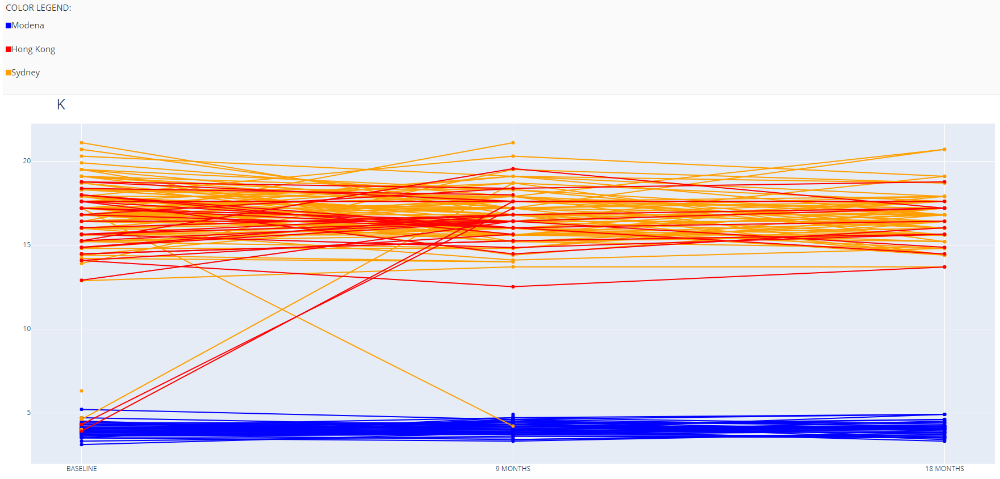 COLOR LEGEND:
Modena
Hong Kong
Sydney
K
20
15
10
5
BASELINE
9 MONTHS
18 MONTHS